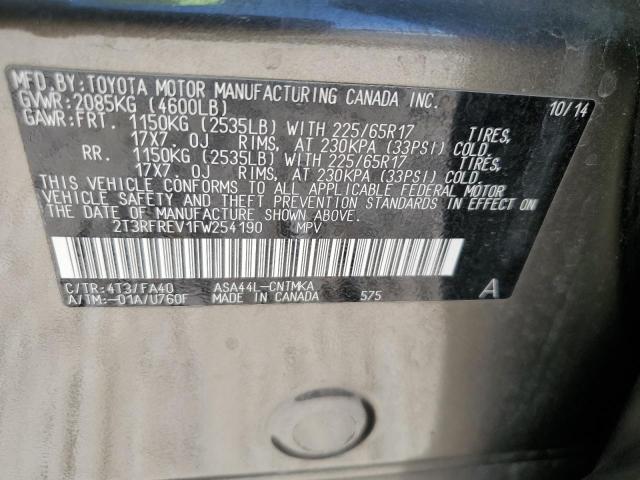 MFD.BY:TOYOTA MOTOR MANUFACTURING CANADA INC. 10/14
GVWR:2085KG (4600LB)
GAWR:FRT. 1150KG (2535LB) WITH 225/65R17 TIRES,
17X7.0J RIMS, AT 230KPA (33PSI) COLD.
RR. 1150KG (2535LB) WITH 225/65R17 TIRES,
17X7.0J RIMS, AT 230KPA (33PSI) COLD.
THIS VEHICLE CONFORMS TO ALL APPLICABLE FEDERAL MOTOR
VEHICLE SAFETY AND THEFT PREVENTION STANDARDS IN EFFECT ON
THE DATE OF MANUFACTURE SHOWN ABOVE.
2T3RFREV1FW254190 MPV
C/TR:4T3/FA40 ASA44L-CNTMKA
A/TM:-01A/U760F MADE IN CANADA 575 A